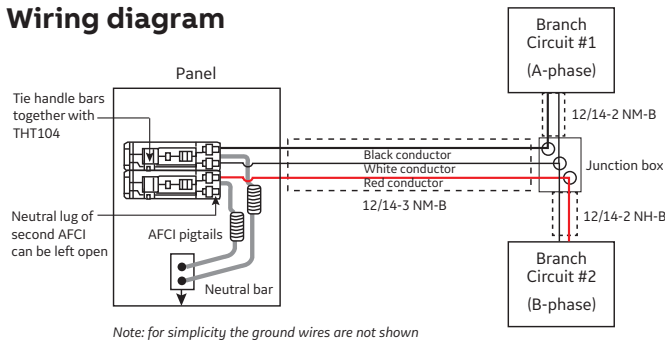 Wiring diagram
Panel
Tie handle bars
together with
THT104
Neutral lug of
second AFCI
can be left open
AFCI pigtails
Neutral bar
Black conductor
White conductor
Red conductor
12/14-3 NM-B
Branch
Circuit #1
(A-phase)
12/14-2 NM-B
Junction box
12/14-2 NH-B
Branch
Circuit #2
(B-phase)
Note: for simplicity the ground wires are not shown